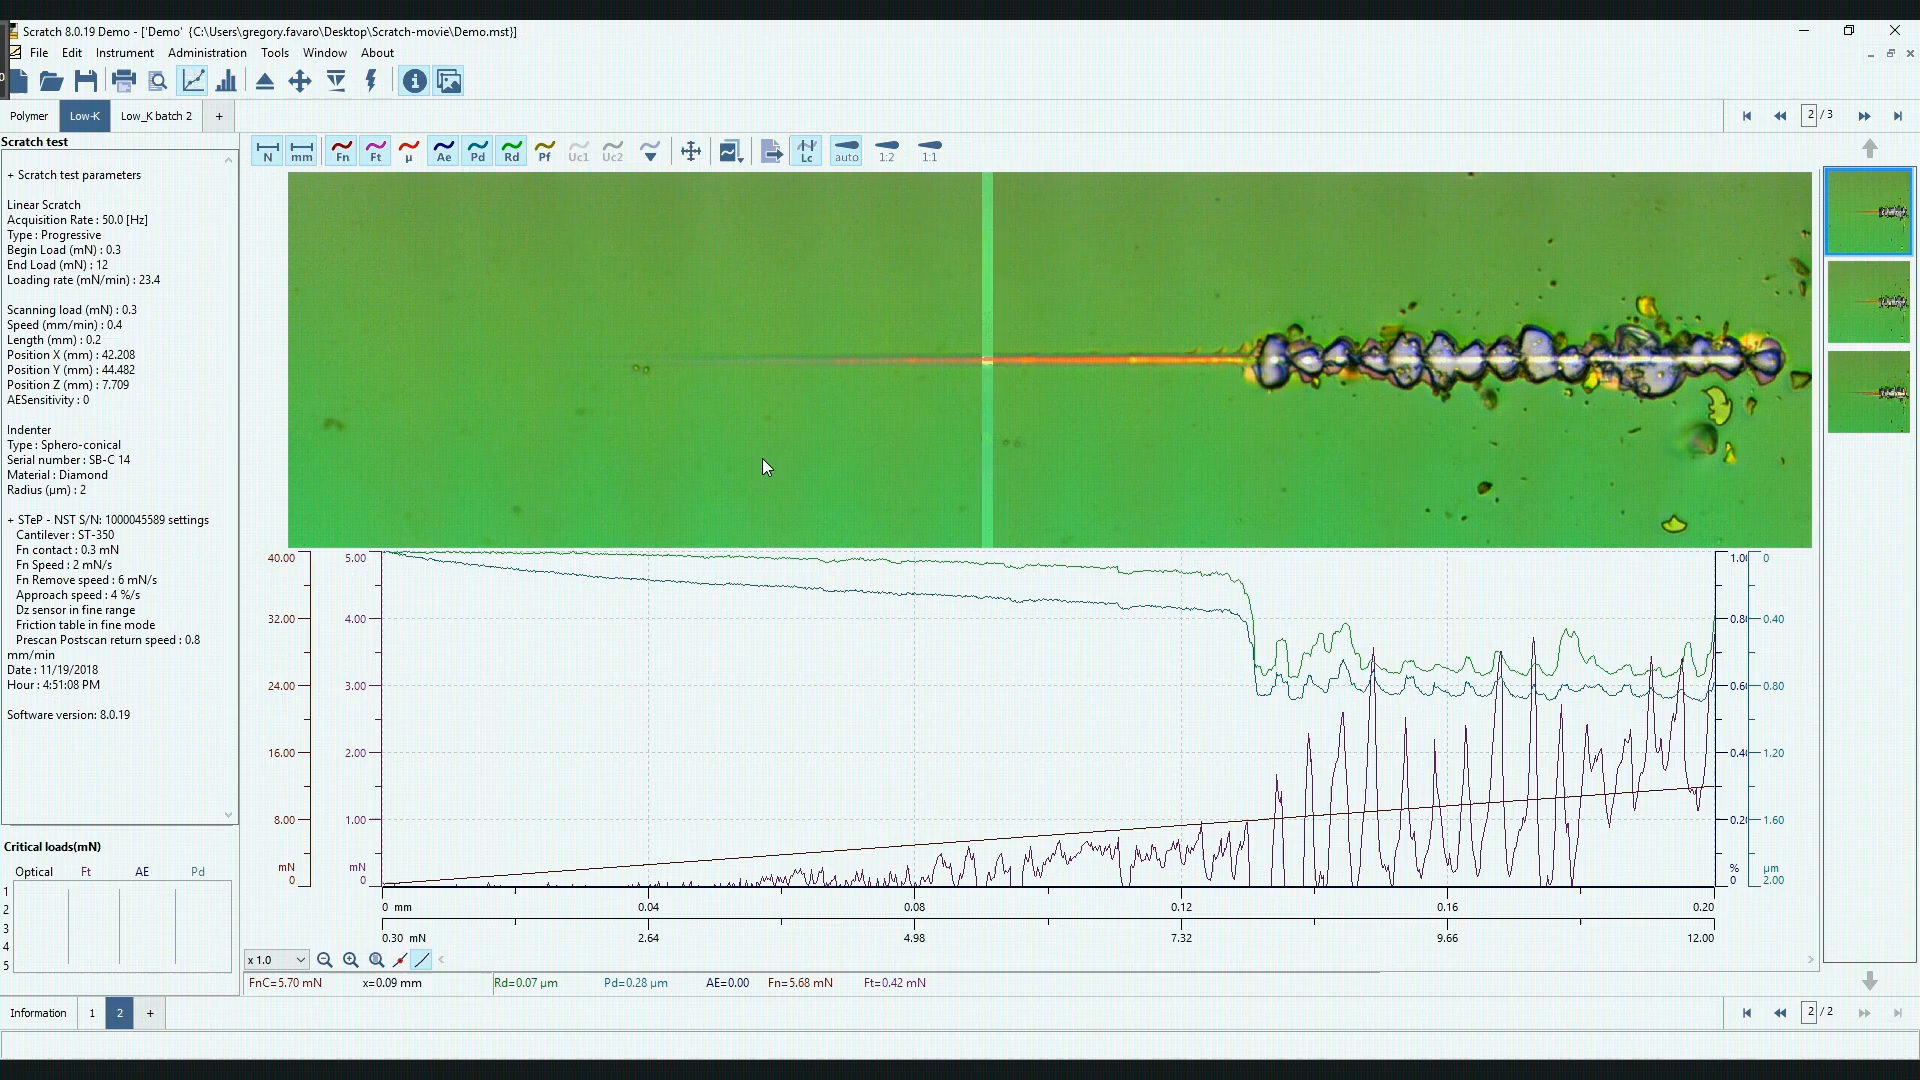 Scratch 8.0.19 Demo - ['Demo' {C:\Users\gregory.favaro\Desktop\Scratch-movie\Demo.mst}]
File Edit Instrument Administration Tools Window About
Polymer Low-K Low_K batch 2 + 2 / 3
Scratch test
N mm Fn Ft µ Ae Pd Rd Pf Uc1 Uc2 Lc auto 1:2 1:1
+ Scratch test parameters
Linear Scratch
Acquisition Rate : 50.0 [Hz]
Type : Progressive
Begin Load (mN) : 0.3
End Load (mN) : 12
Loading rate (mN/min) : 23.4
Scanning load (mN) : 0.3
Speed (mm/min) : 0.4
Length (mm) : 0.2
Position X (mm) : 42.208
Position Y (mm) : 44.482
Position Z (mm) : 7.709
AESensitivity : 0
Indenter
Type : Sphero-conical
Serial number : SB-C 14
Material : Diamond
Radius (µm) : 2
+ STeP - NST S/N: 1000045589 settings
Cantilever : ST-350
Fn contact : 0.3 mN
Fn Speed : 2 mN/s
Fn Remove speed : 6 mN/s
Approach speed : 4 %/s
Dz sensor in fine range
Friction table in fine mode
Prescan Postscan return speed : 0.8
mm/min
Date : 11/19/2018
Hour : 4:51:08 PM
Software version: 8.0.19
Critical loads(mN)
Optical Ft AE Pd
1
2
3
4
5
40.00 5.00 1.0 0
32.00 4.00 0.8 0.40
24.00 3.00 0.6 0.80
16.00 2.00 0.4 1.20
8.00 1.00 0.2 1.60
mN mN % µm
0 0 0 2.00
0 mm 0.04 0.08 0.12 0.16 0.20
0.30 mN 2.64 4.98 7.32 9.66 12.00
x 1.0
FnC=5.70 mN x=0.09 mm Rd=0.07 µm Pd=0.28 µm AE=0.00 Fn=5.68 mN Ft=0.42 mN
Information 1 2 + 2 / 2